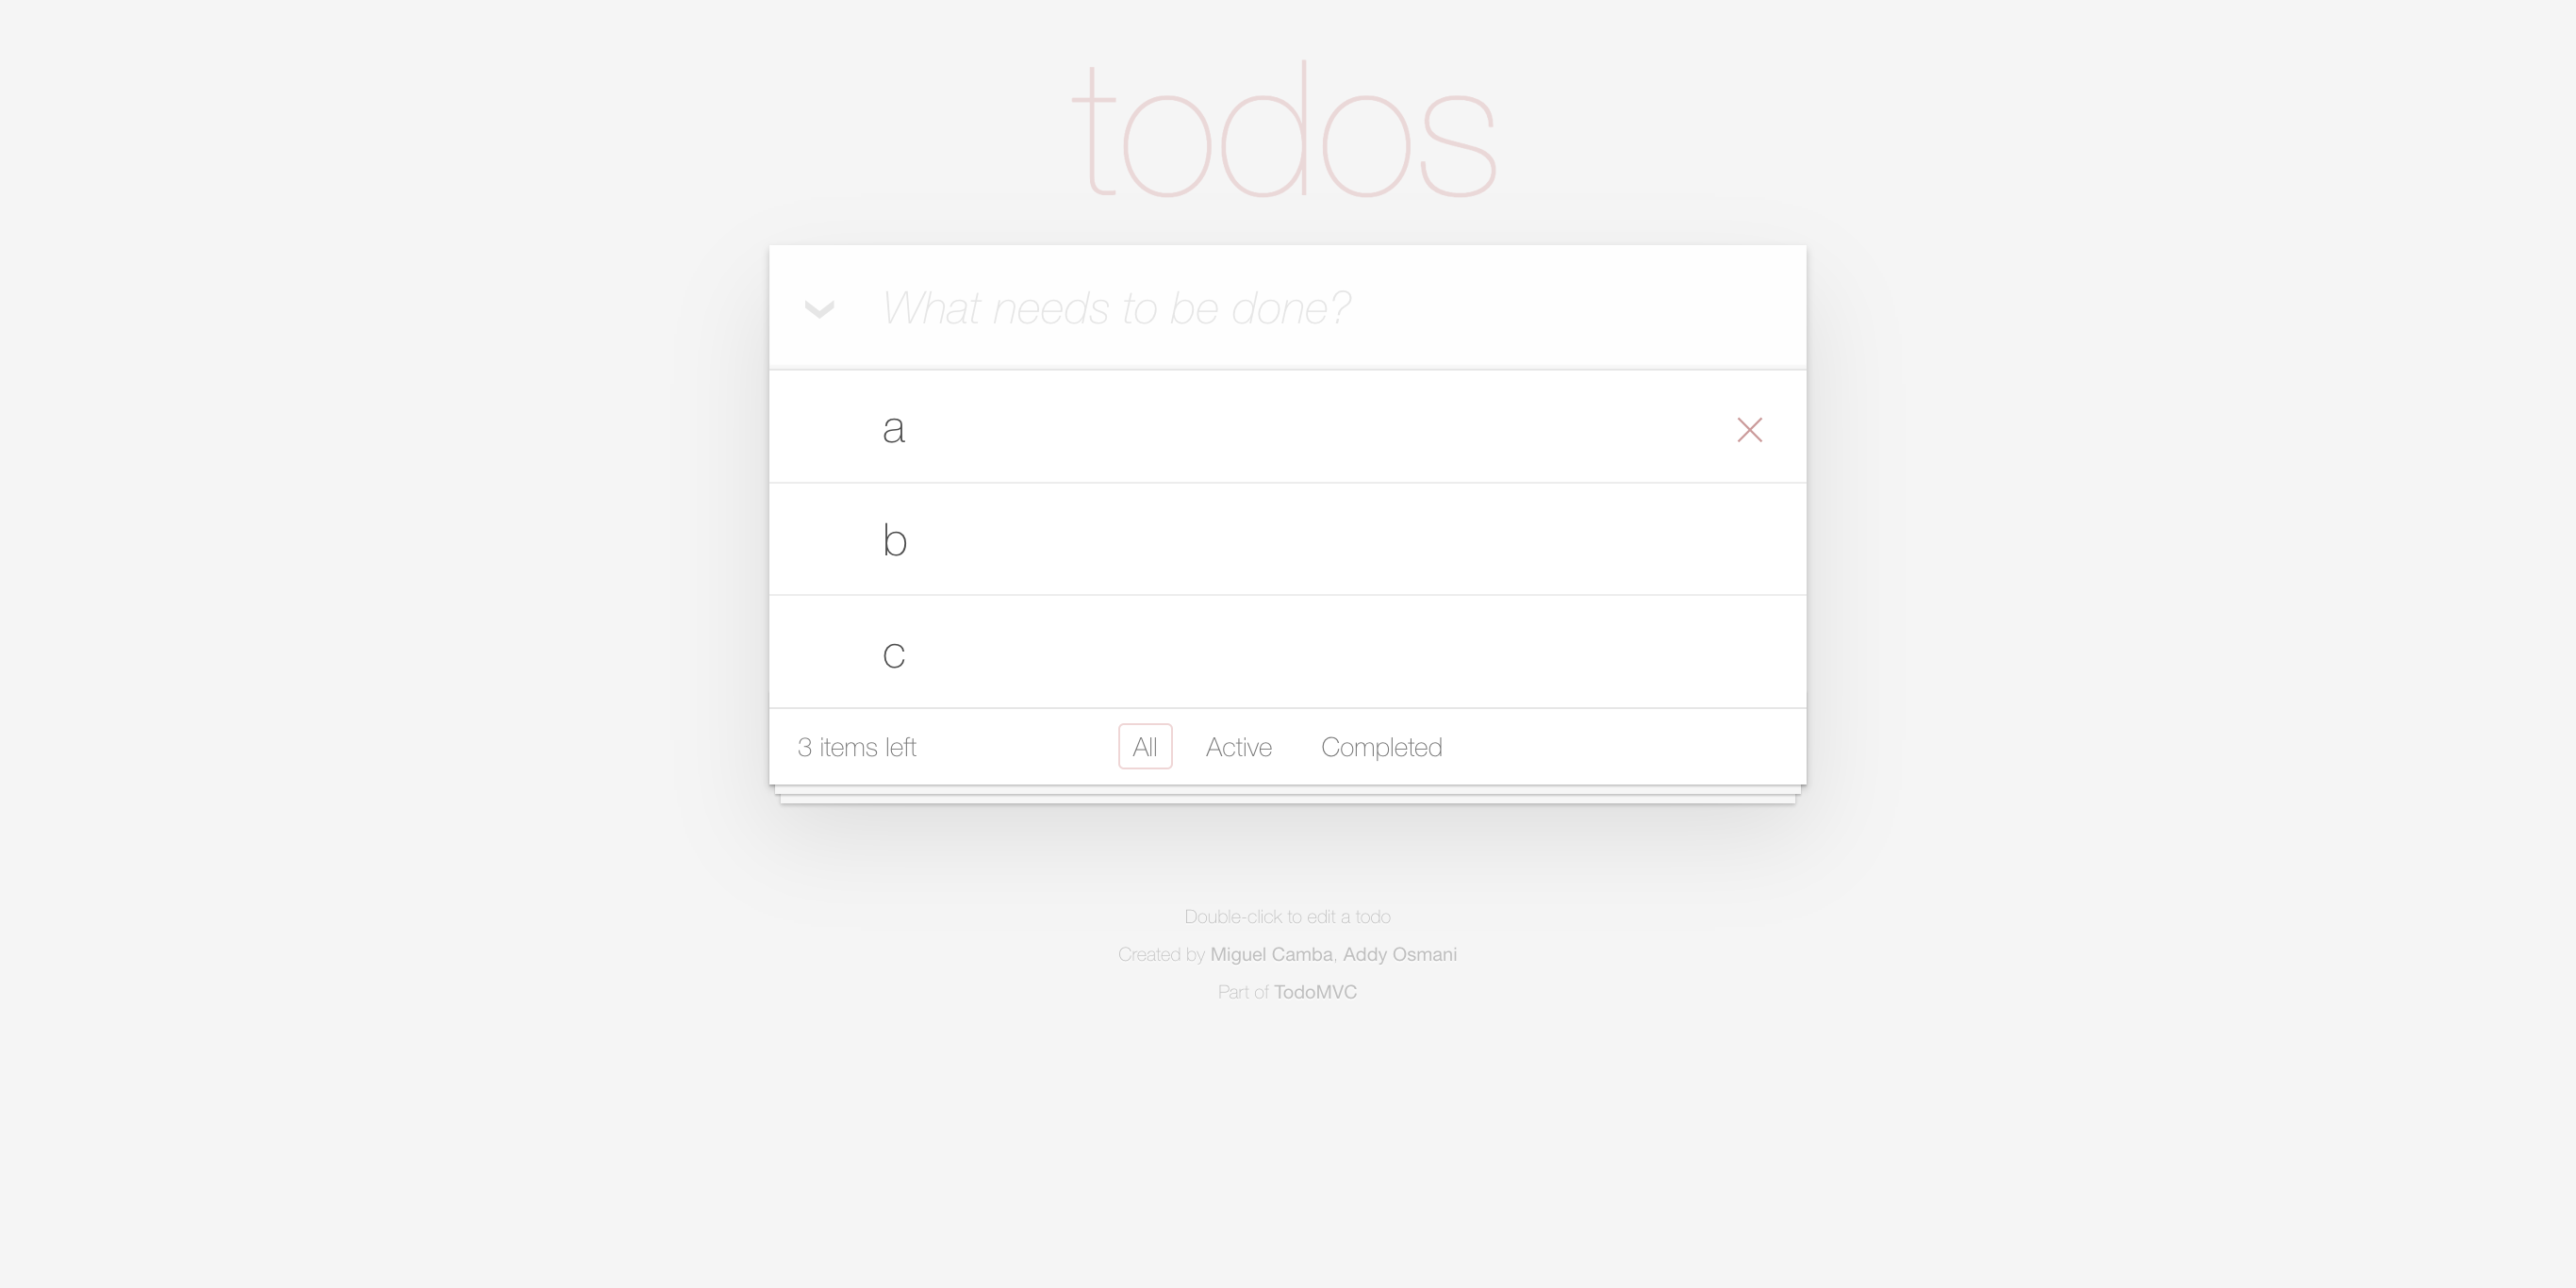 todos
What needs to be done?
a
b
c
3 items left All Active Completed
Double-click to edit a todo
Created by Miguel Camba, Addy Osmani
Part of TodoMVC